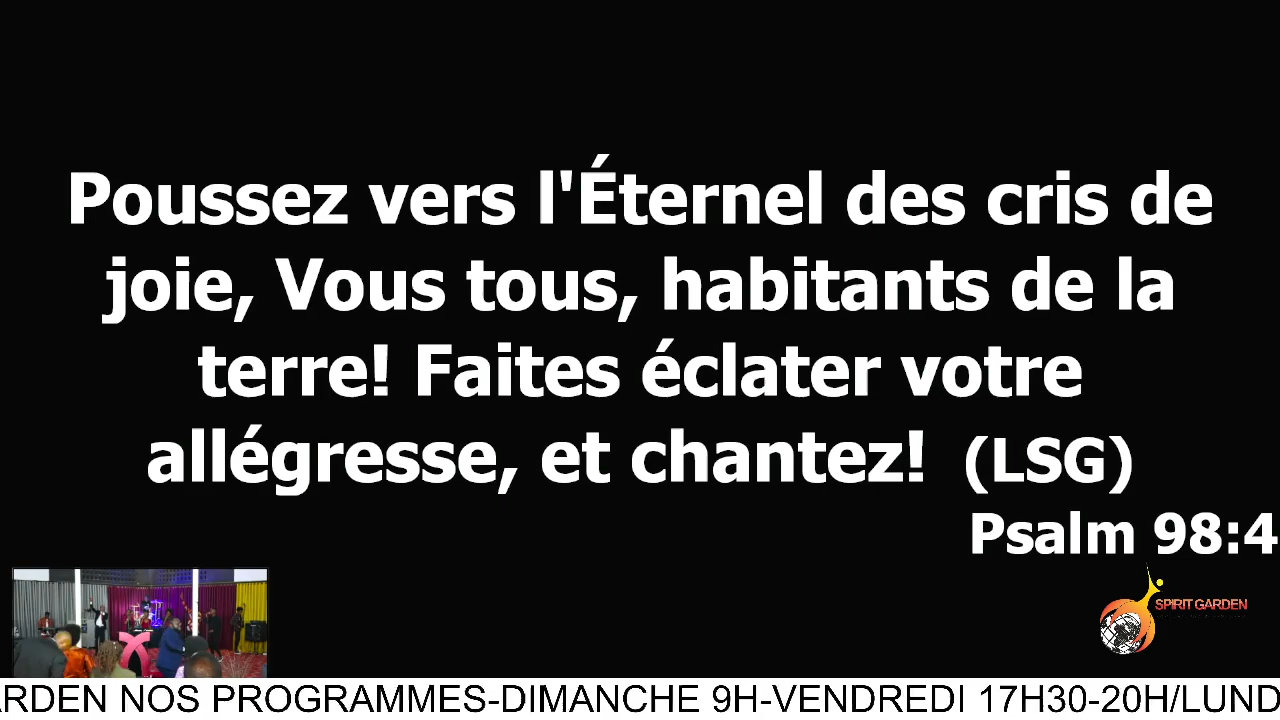 Poussez vers l'Éternel des cris de
joie, Vous tous, habitants de la
terre! Faites éclater votre
allégresse, et chantez!  (LSG)
Psalm 98:4
SPIRIT GARDEN
ARDEN NOS PROGRAMMES-DIMANCHE 9H-VENDREDI 17H30-20H/LUND